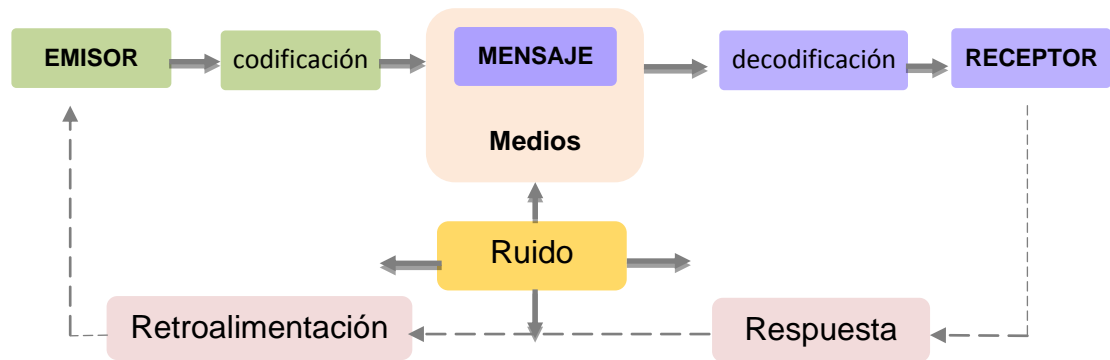 EMISOR
codificación
MENSAJE
Medios
decodificación
RECEPTOR
Ruido
Retroalimentación
Respuesta